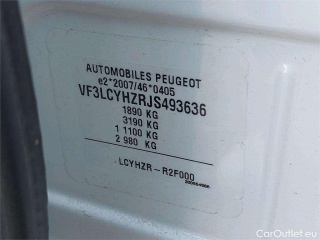 AUTOMOBILES PEUGEOT
e2*2007/46*0405
VF3LCYHZRJS493636
1890 KG
3190 KG
1 1100 KG
2 980 KG
LCYHZR-R2F000
CarOutlet.eu